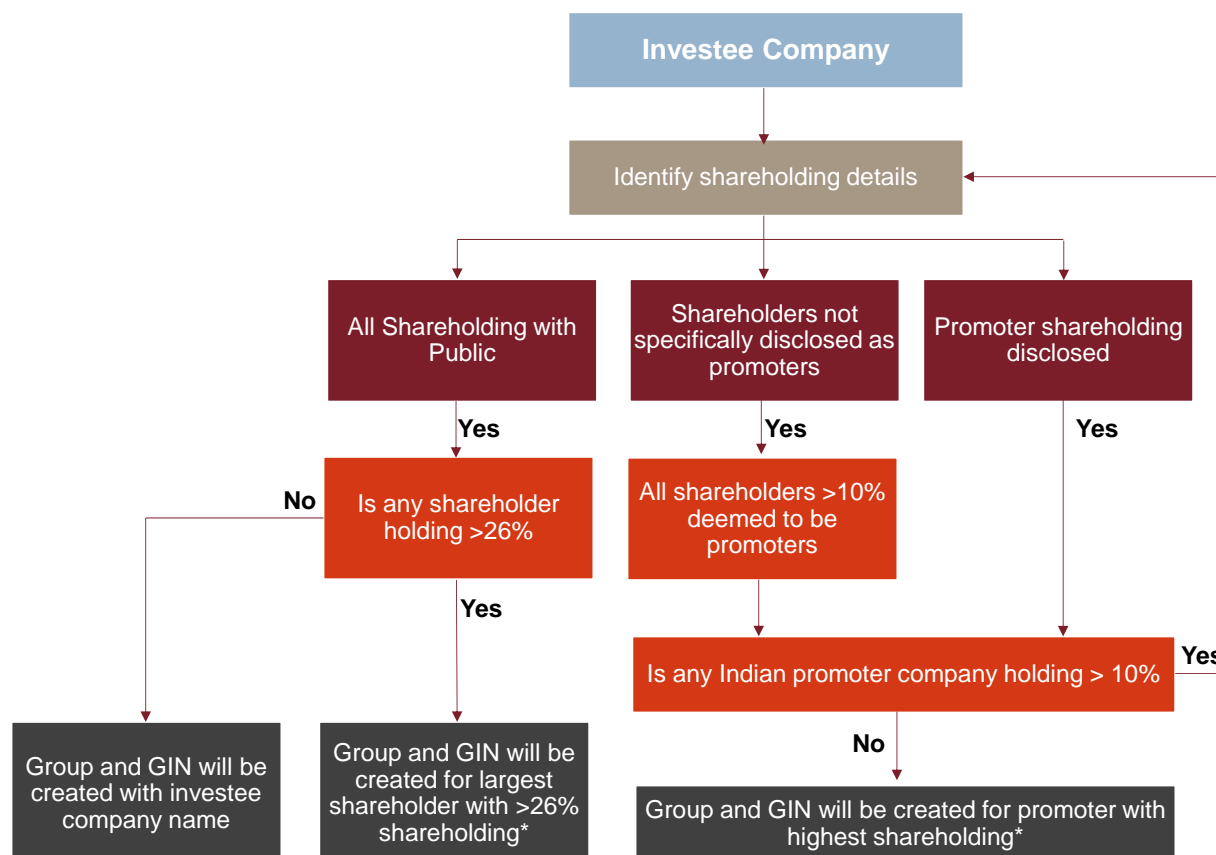 Investee Company
Identify shareholding details
All Shareholding with
Public
Shareholders not
specifically disclosed as
promoters
Promoter shareholding
disclosed
Yes
Yes
Yes
No
Is any shareholder
holding >26%
All shareholders >10%
deemed to be
promoters
Yes
Is any Indian promoter company holding > 10%
Yes
No
Group and GIN will be
created with investee
company name
Group and GIN will be
created for largest
shareholder with >26%
shareholding*
Group and GIN will be created for promoter with
highest shareholding*